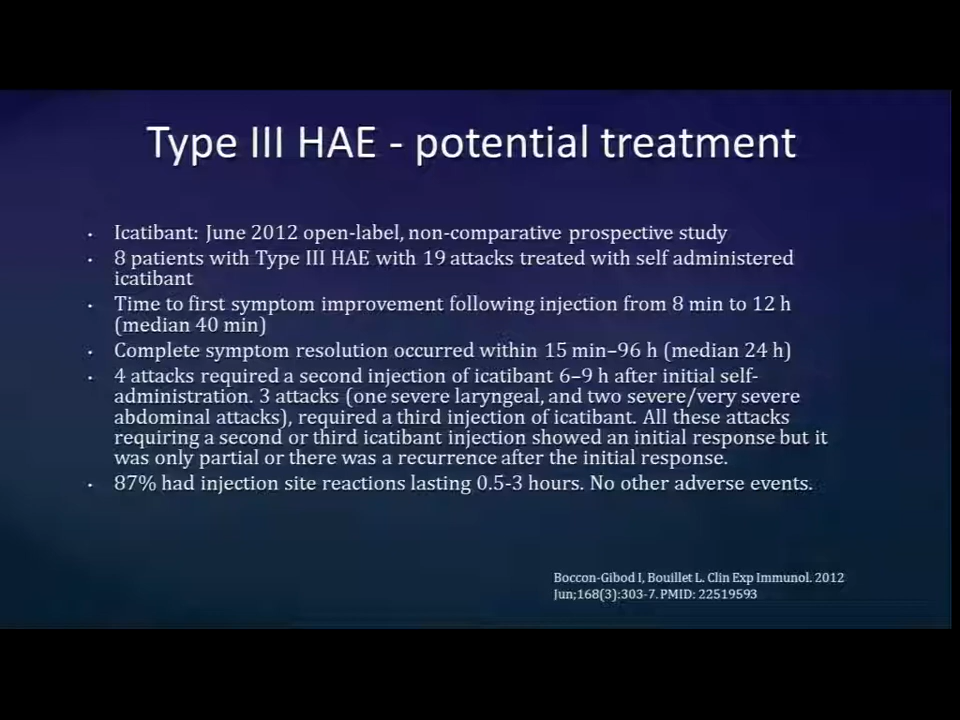 Type III HAE - potential treatment
• Icatibant: June 2012 open-label, non-comparative prospective study
• 8 patients with Type III HAE with 19 attacks treated with self administered
icatibant
• Time to first symptom improvement following injection from 8 min to 12 h
(median 40 min)
• Complete symptom resolution occurred within 15 min–96 h (median 24 h)
• 4 attacks required a second injection of icatibant 6–9 h after initial self-
administration. 3 attacks (one severe laryngeal, and two severe/very severe
abdominal attacks), required a third injection of icatibant. All these attacks
requiring a second or third icatibant injection showed an initial response but it
was only partial or there was a recurrence after the initial response.
• 87% had injection site reactions lasting 0.5-3 hours. No other adverse events.
Boccon-Gibod I, Bouillet L. Clin Exp Immunol. 2012
Jun;168(3):303-7. PMID: 22519593